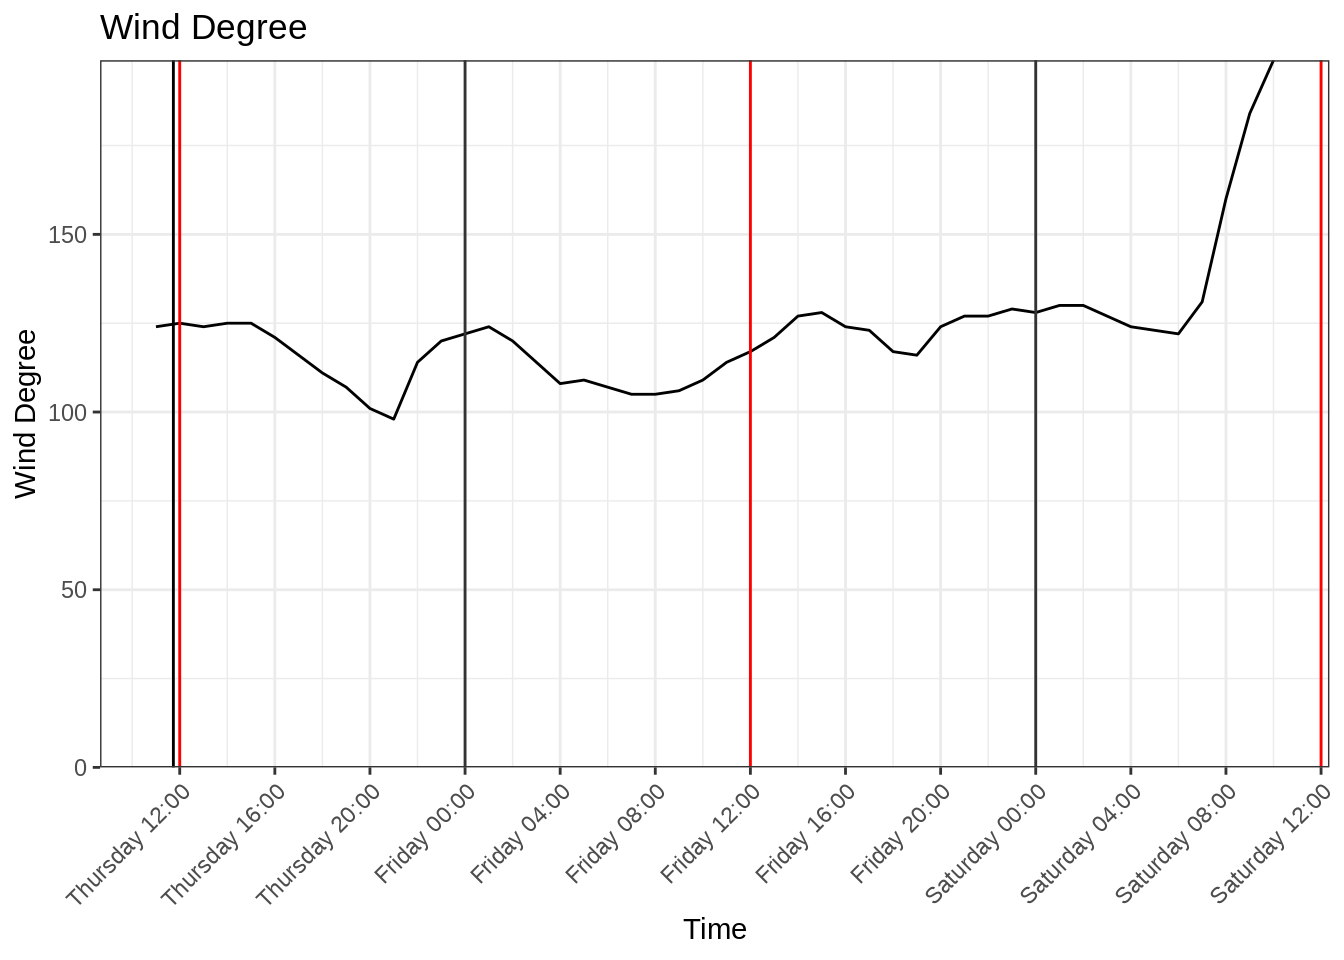 Wind Degree
Wind Degree
150
100
50
0
Thursday 12:00
Thursday 16:00
Thursday 20:00
Friday 00:00
Friday 04:00
Friday 08:00
Friday 12:00
Friday 16:00
Friday 20:00
Saturday 00:00
Saturday 04:00
Saturday 08:00
Saturday 12:00
Time